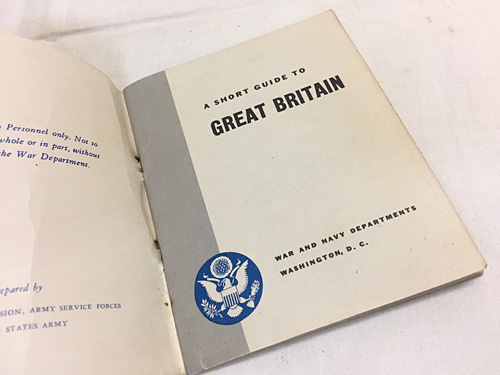 Personnel only. Not to
whole or in part, without
the War Department.
epared by
SION, ARMY SERVICE FORCES
STATES ARMY
A SHORT GUIDE TO
GREAT BRITAIN
WAR AND NAVY DEPARTMENTS
WASHINGTON, D. C.